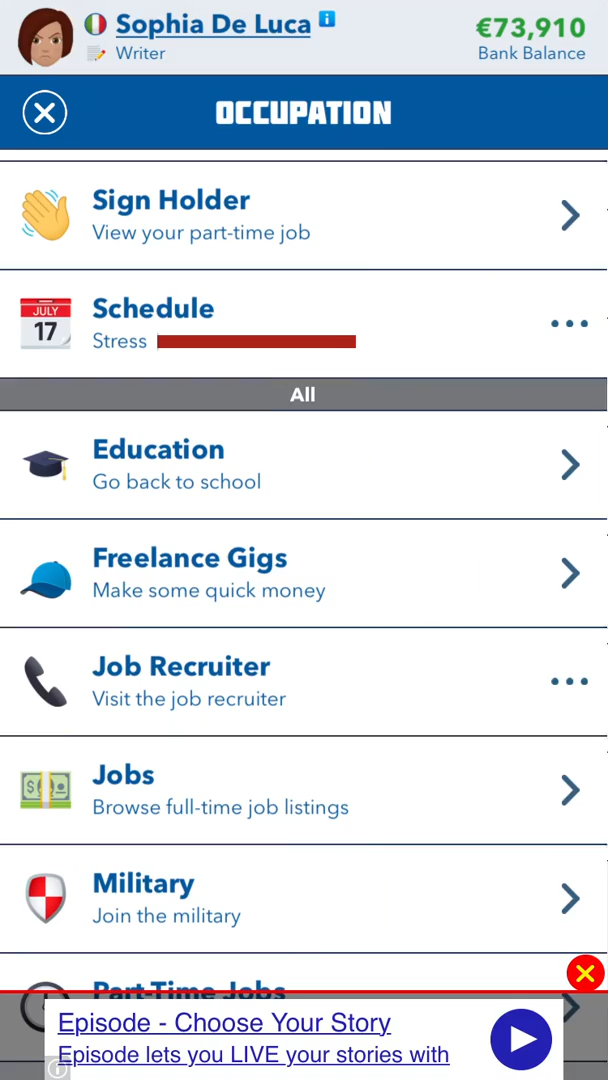 Sophia De Luca
€73,910
Writer
Bank Balance
OCCUPATION
Sign Holder
View your part-time job
JULY
17
Schedule
Stress
All
Education
Go back to school
Freelance Gigs
Make some quick money
Job Recruiter
Visit the job recruiter
Jobs
Browse full-time job listings
Military
Join the military
Part-Time Jobs
Episode - Choose Your Story
Episode lets you LIVE your stories with